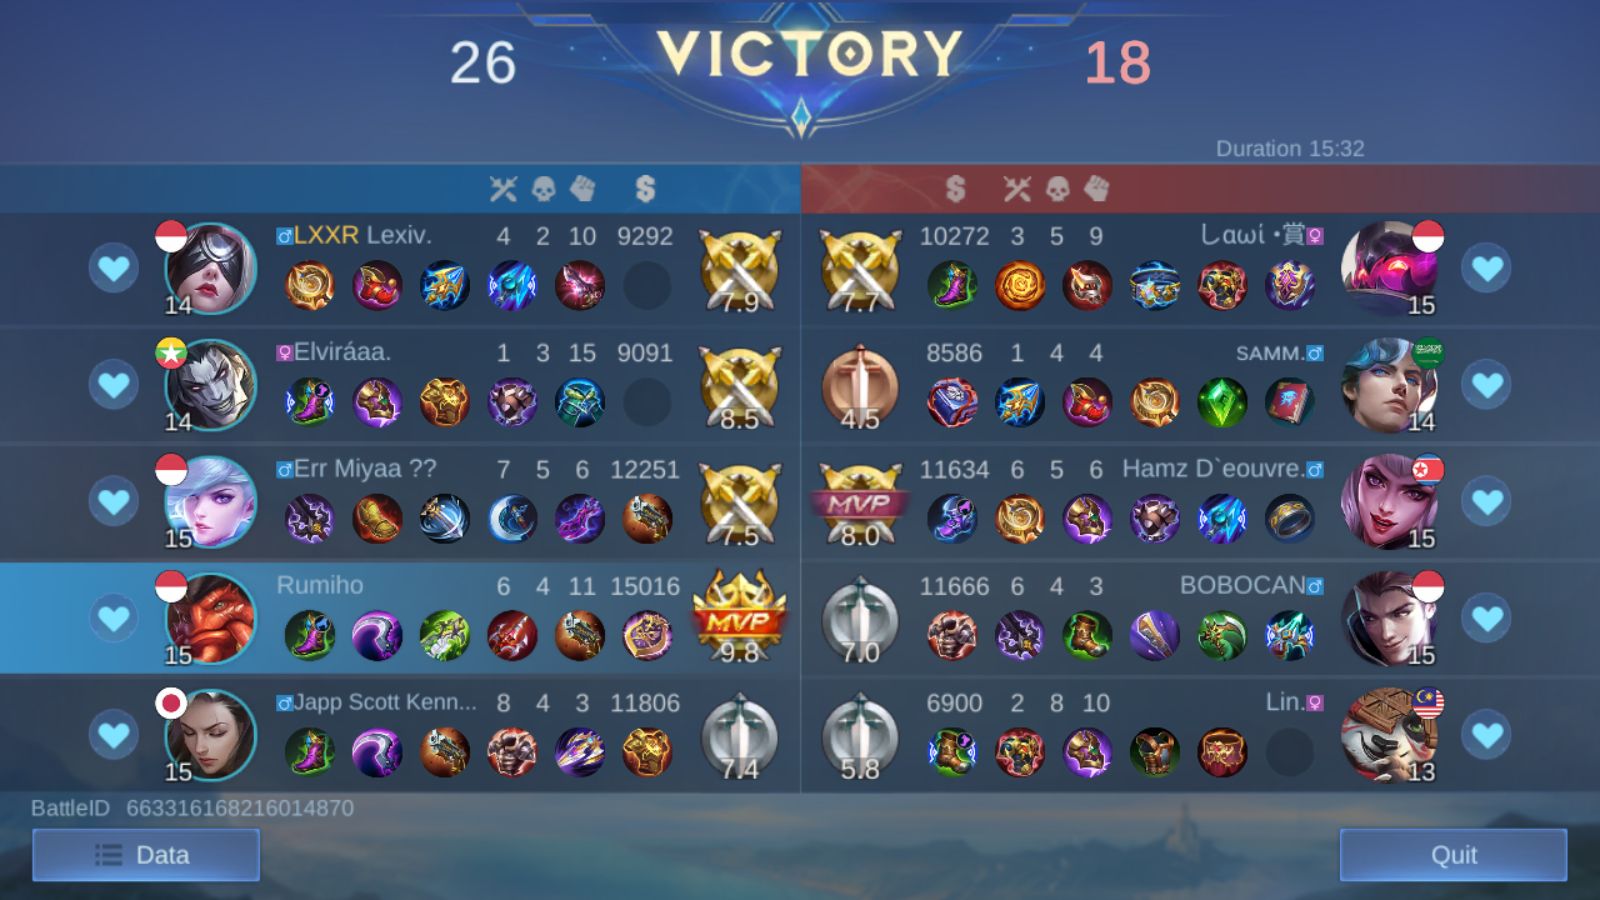 26 VICTORY 18
Duration 15:32
LXXR Lexiv. 4 2 10 9292
14 7.9
Elviráaa. 1 3 15 9091
14 8.5
Err Miyaa ?? 7 5 6 12251
15 7.5
Rumiho 6 4 11 15016
MVP
15 9.8
Japp Scott Kenn... 8 4 3 11806
15 7.4
10272 3 5 9 しαωί •賞
7.7 15
8586 1 4 4 SAMM.
4.5 14
11634 6 5 6 Hamz D`eouvre.
MVP
8.0 15
11666 6 4 3 BOBOCAN
7.0 15
6900 2 8 10 Lin.
5.8 13
BattleID 663316168216014870
Data
Quit